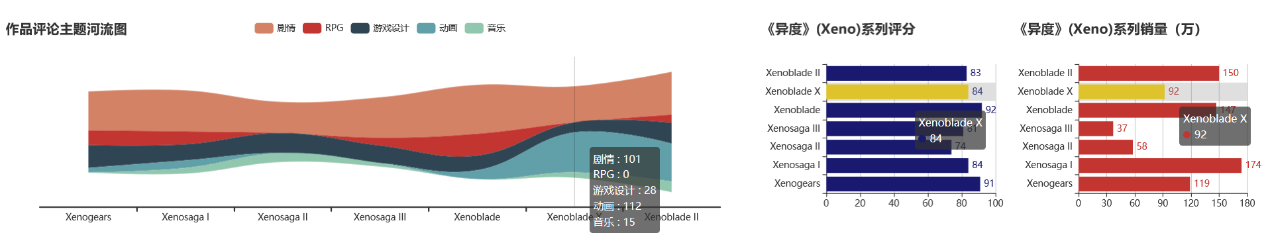 作品评论主题河流图
剧情 RPG 游戏设计 动画 音乐
Xenogears Xenosaga I Xenosaga II Xenosaga III Xenoblade Xenoblade X Xenoblade II
剧情 : 101
RPG : 0
游戏设计 : 28
动画 : 112
音乐 : 15
《异度》(Xeno)系列评分
Xenoblade II 83
Xenoblade X 84
Xenoblade 92
Xenosaga III 81
Xenosaga II 74
Xenosaga I 84
Xenogears 91
0 20 40 60 80 100
Xenoblade X
84
《异度》(Xeno)系列销量（万）
Xenoblade II 150
Xenoblade X 92
Xenoblade 147
Xenosaga III 37
Xenosaga II 58
Xenosaga I 174
Xenogears 119
0 30 60 90 120 150 180
Xenoblade X
92